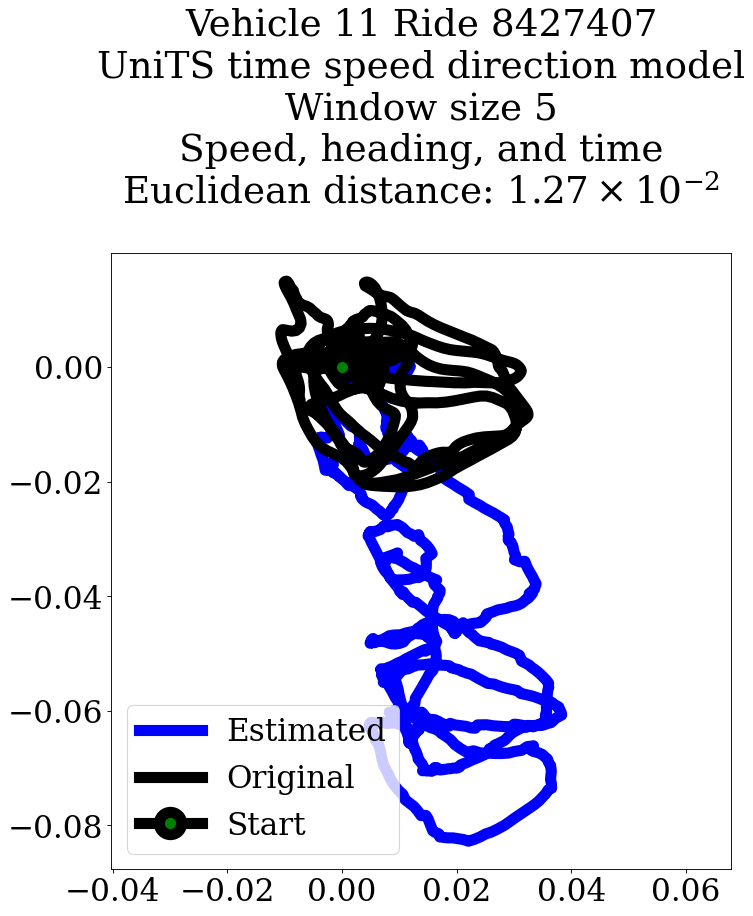 Vehicle 11 Ride 8427407
UniTS time speed direction model
Window size 5
Speed, heading, and time
Euclidean distance: 1.27 × 10⁻²
0.00
−0.02
−0.04
−0.06
−0.08
Estimated
Original
Start
−0.04 −0.02 0.00 0.02 0.04 0.06